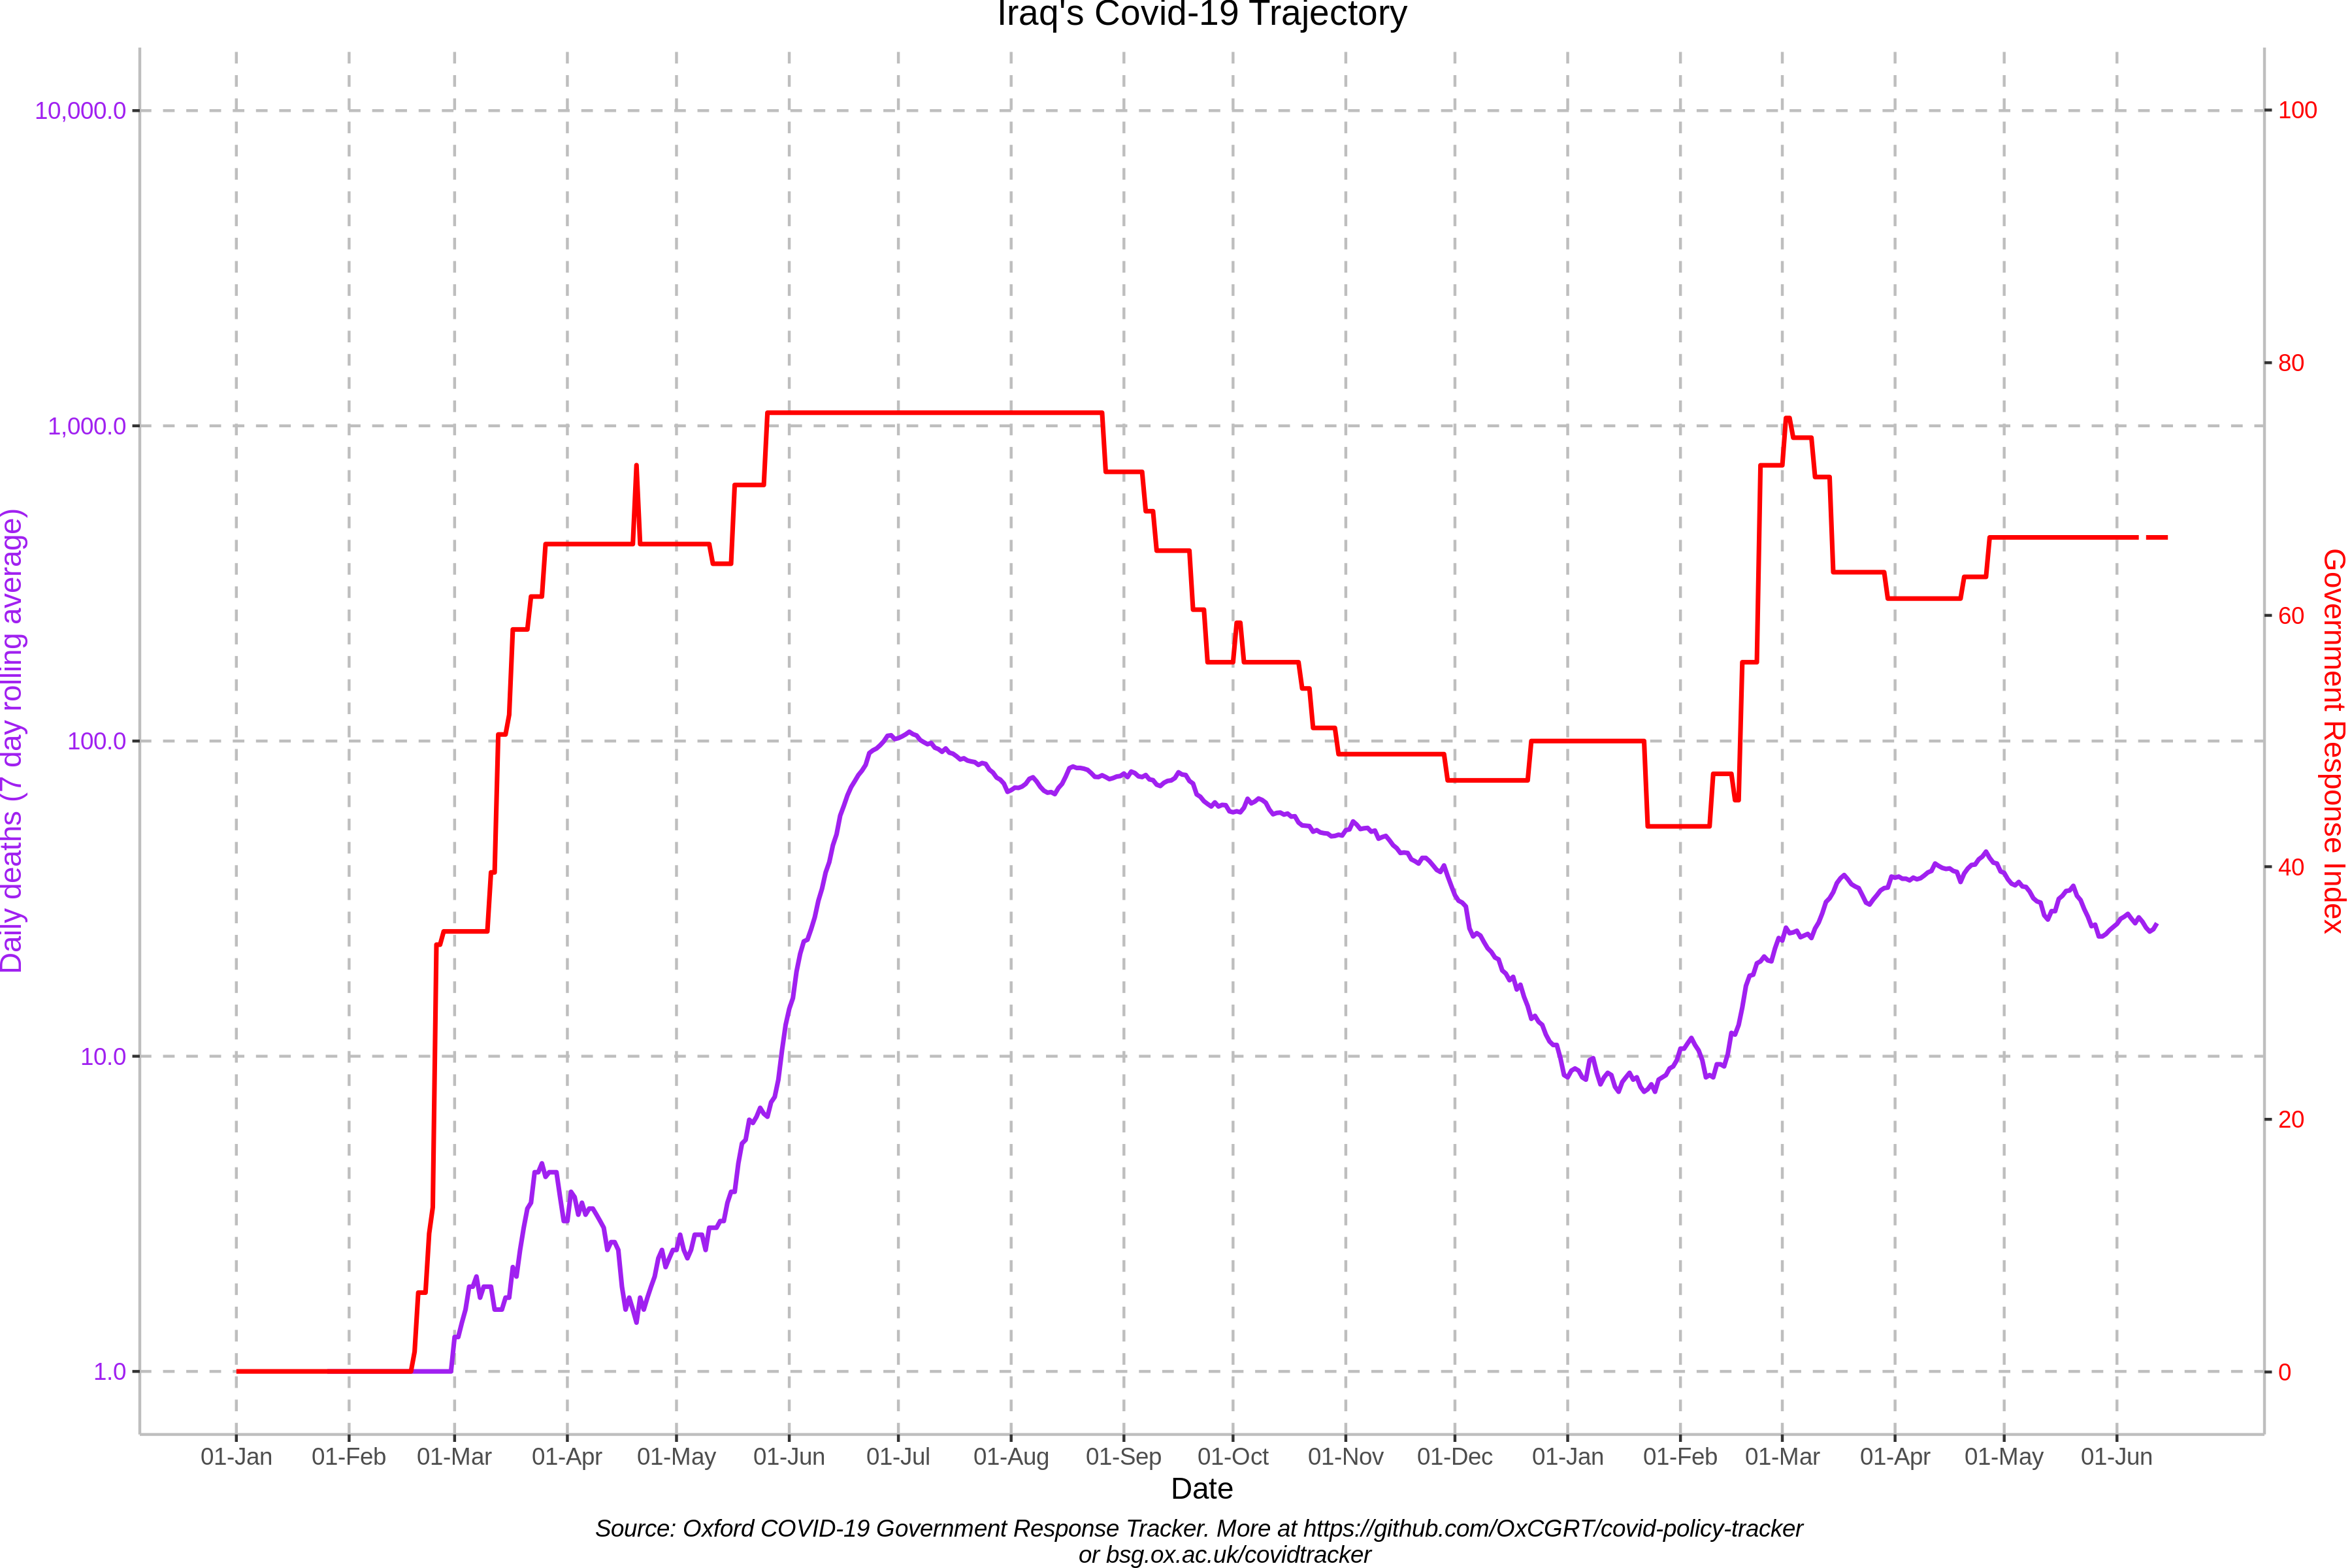 Iraq's Covid-19 Trajectory
10,000.0
1,000.0
100.0
10.0
1.0
Daily deaths (7 day rolling average)
100
80
60
40
20
0
Government Response Index
01-Jan
01-Feb
01-Mar
01-Apr
01-May
01-Jun
01-Jul
01-Aug
01-Sep
01-Oct
01-Nov
01-Dec
01-Jan
01-Feb
01-Mar
01-Apr
01-May
01-Jun
Date
Source: Oxford COVID-19 Government Response Tracker. More at https://github.com/OxCGRT/covid-policy-tracker
or bsg.ox.ac.uk/covidtracker